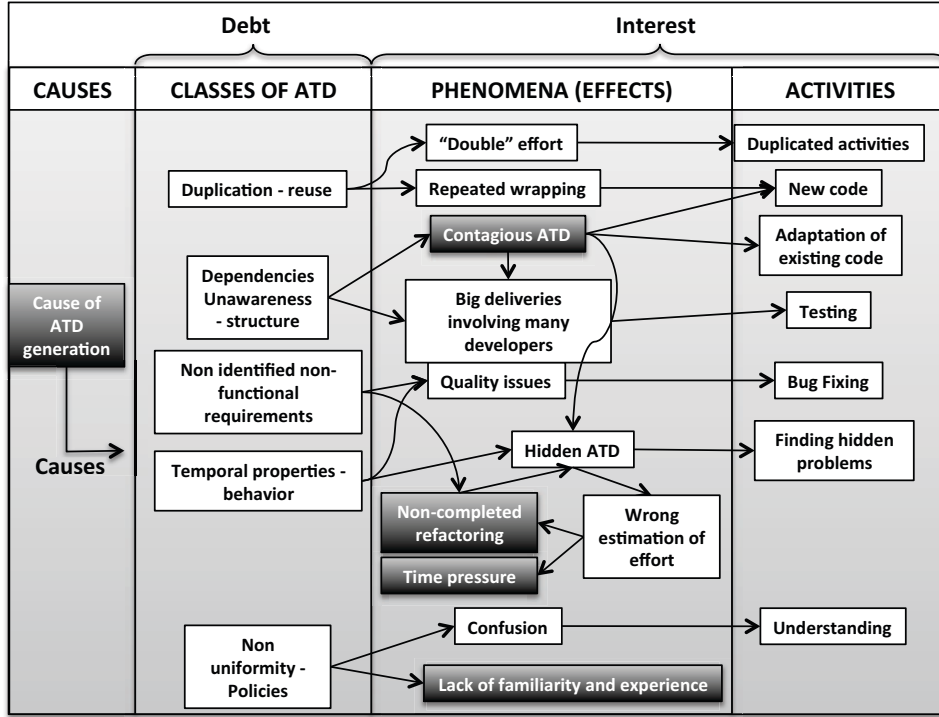 Debt
Interest
CAUSES
CLASSES OF ATD
PHENOMENA (EFFECTS)
ACTIVITIES
Cause of
ATD
generation
Causes
Duplication - reuse
Dependencies
Unawareness
- structure
Non identified non-
functional
requirements
Temporal properties -
behavior
Non
uniformity -
Policies
“Double” effort
Repeated wrapping
Contagious ATD
Big deliveries
involving many
developers
Quality issues
Hidden ATD
Non-completed
refactoring
Wrong
estimation of
effort
Time pressure
Confusion
Lack of familiarity and experience
Duplicated activities
New code
Adaptation of
existing code
Testing
Bug Fixing
Finding hidden
problems
Understanding